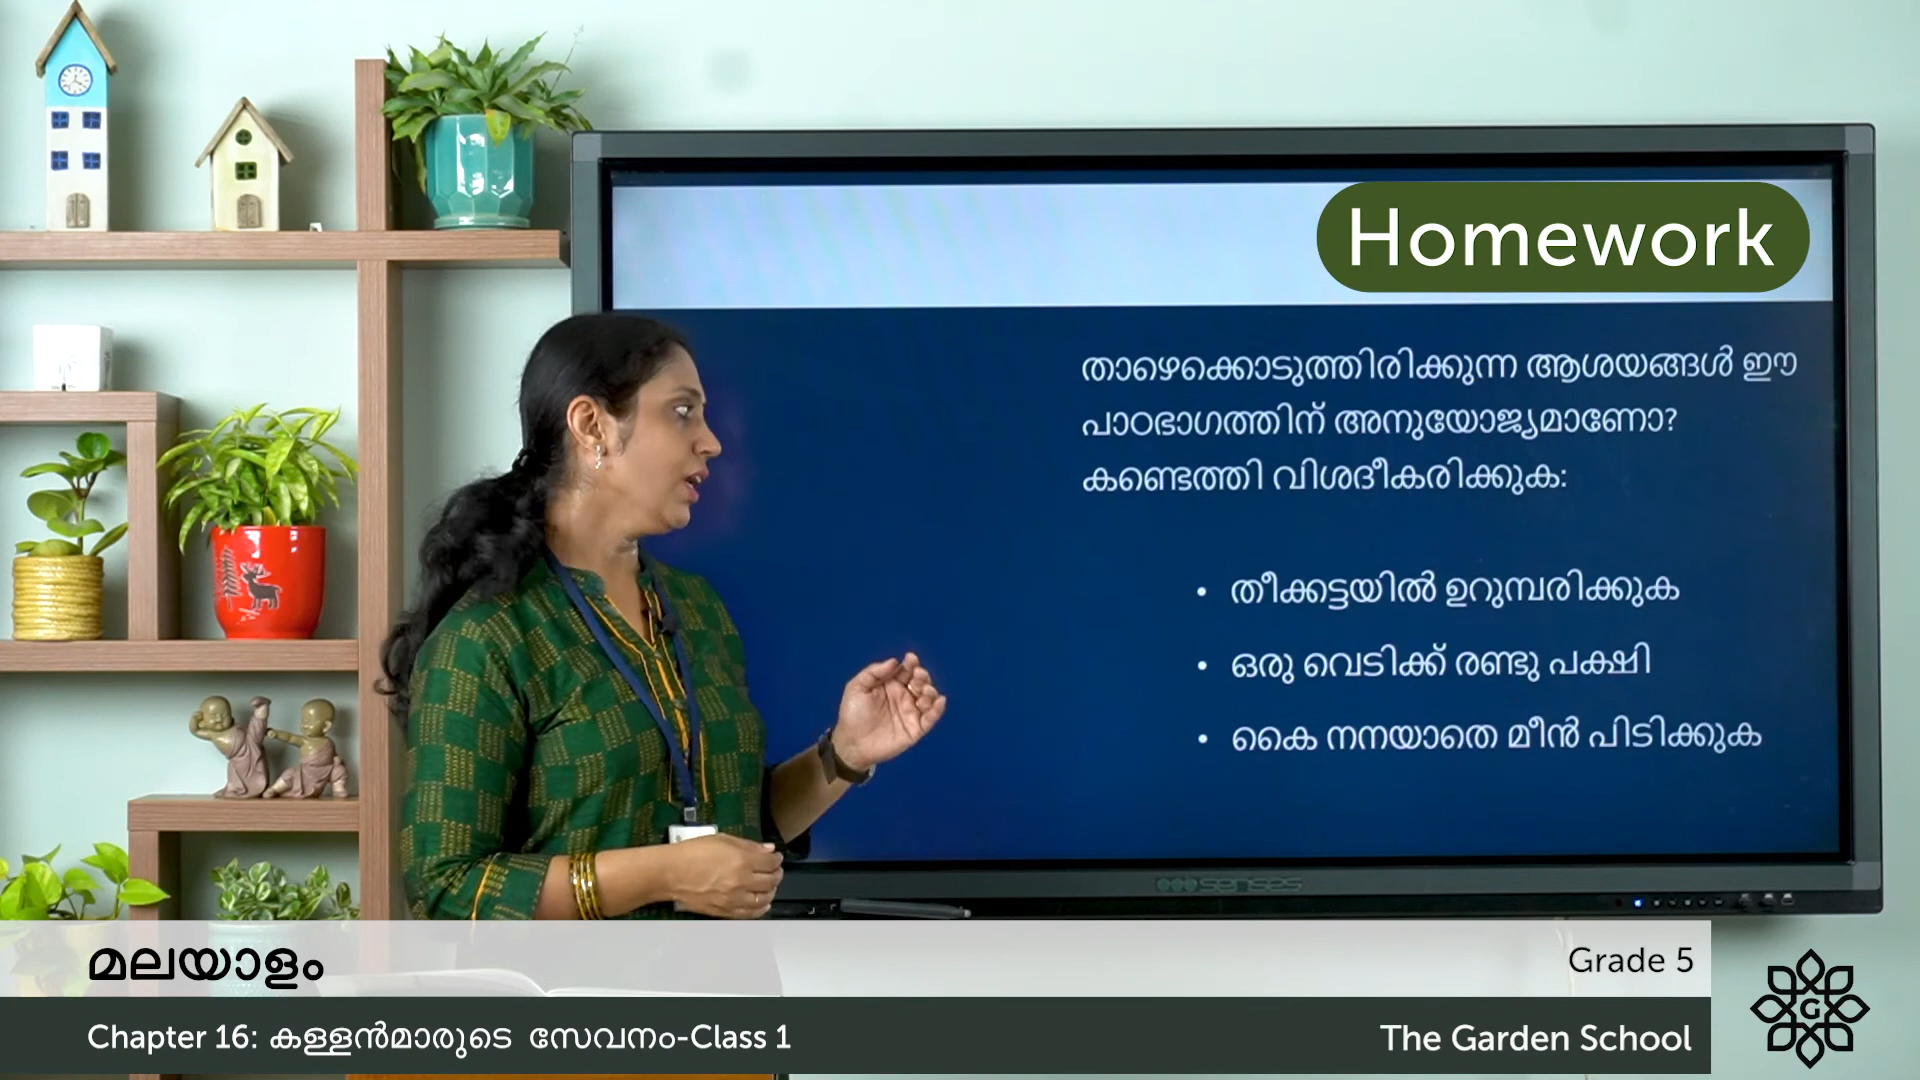 Homework
താഴെക്കൊടുത്തിരിക്കുന്ന ആശയങ്ങൾ ഈ
പാഠഭാഗത്തിന് അനുയോജ്യമാണോ?
കണ്ടെത്തി വിശദീകരിക്കുക:
• തീക്കട്ടയിൽ ഉറുമ്പരിക്കുക
• ഒരു വെടിക്ക് രണ്ടു പക്ഷി
• കൈ നനയാതെ മീൻ പിടിക്കുക
senses
മലയാളം
Grade 5
Chapter 16: കള്ളൻമാരുടെ സേവനം-Class 1
The Garden School
G